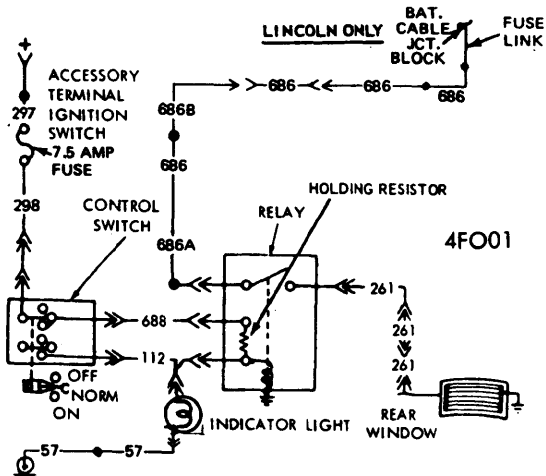 LINCOLN ONLY
BAT.
CABLE
JCT.
BLOCK
FUSE
LINK
+
ACCESSORY
TERMINAL
IGNITION
SWITCH
297
7.5 AMP
FUSE
686B
686
686
686
686
298
CONTROL
SWITCH
686A
RELAY
HOLDING RESISTOR
4FO01
261
688
261
112
261
OFF
NORM
ON
INDICATOR LIGHT
REAR
WINDOW
57
57